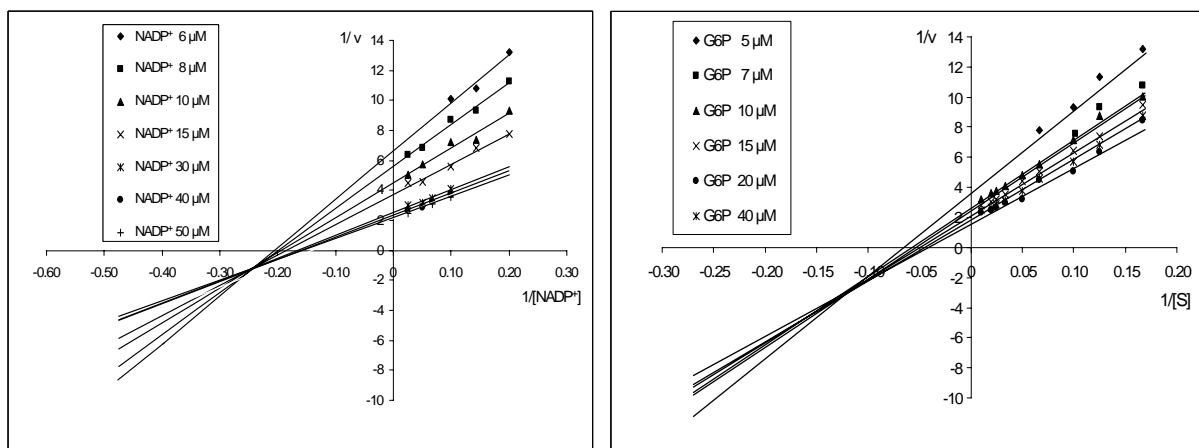 NADP⁺ 6 µM
NADP⁺ 8 µM
NADP⁺ 10 µM
NADP⁺ 15 µM
NADP⁺ 30 µM
NADP⁺ 40 µM
NADP⁺ 50 µM
1/ v
14
12
10
8
6
4
2
0
-2
-4
-6
-8
-10
-0.60 -0.50 -0.40 -0.30 -0.20 -0.10 0 0.10 0.20 0.30
1/[NADP⁺]
G6P 5 µM
G6P 7 µM
G6P 10 µM
G6P 15 µM
G6P 20 µM
G6P 40 µM
1/v
14
12
10
8
6
4
2
0
-2
-4
-6
-8
-10
-0.30 -0.25 -0.20 -0.15 -0.10 -0.05 0.00 0.05 0.10 0.15 0.20
1/[S]